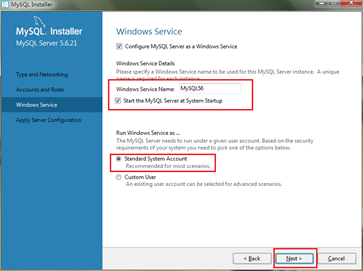 MySQL Installer
MySQL. Installer
MySQL Server 5.6.21
Type and Networking
Accounts and Roles
Windows Service
Apply Server Configuration
Windows Service
Configure MySQL Server as a Windows Service
Windows Service Details
Please specify a Windows Service name to be used for this MySQL Server instance. A unique
name is required for each instance.
Windows Service Name: MySQL56
Start the MySQL Server at System Startup
Run Windows Service as ...
The MySQL Server needs to run under a given user account. Based on the security
requirements of your system you need to pick one of the options below.
Standard System Account
Recommended for most scenarios.
Custom User
An existing user account can be selected for advanced scenarios.
< Back
Next >
Cancel